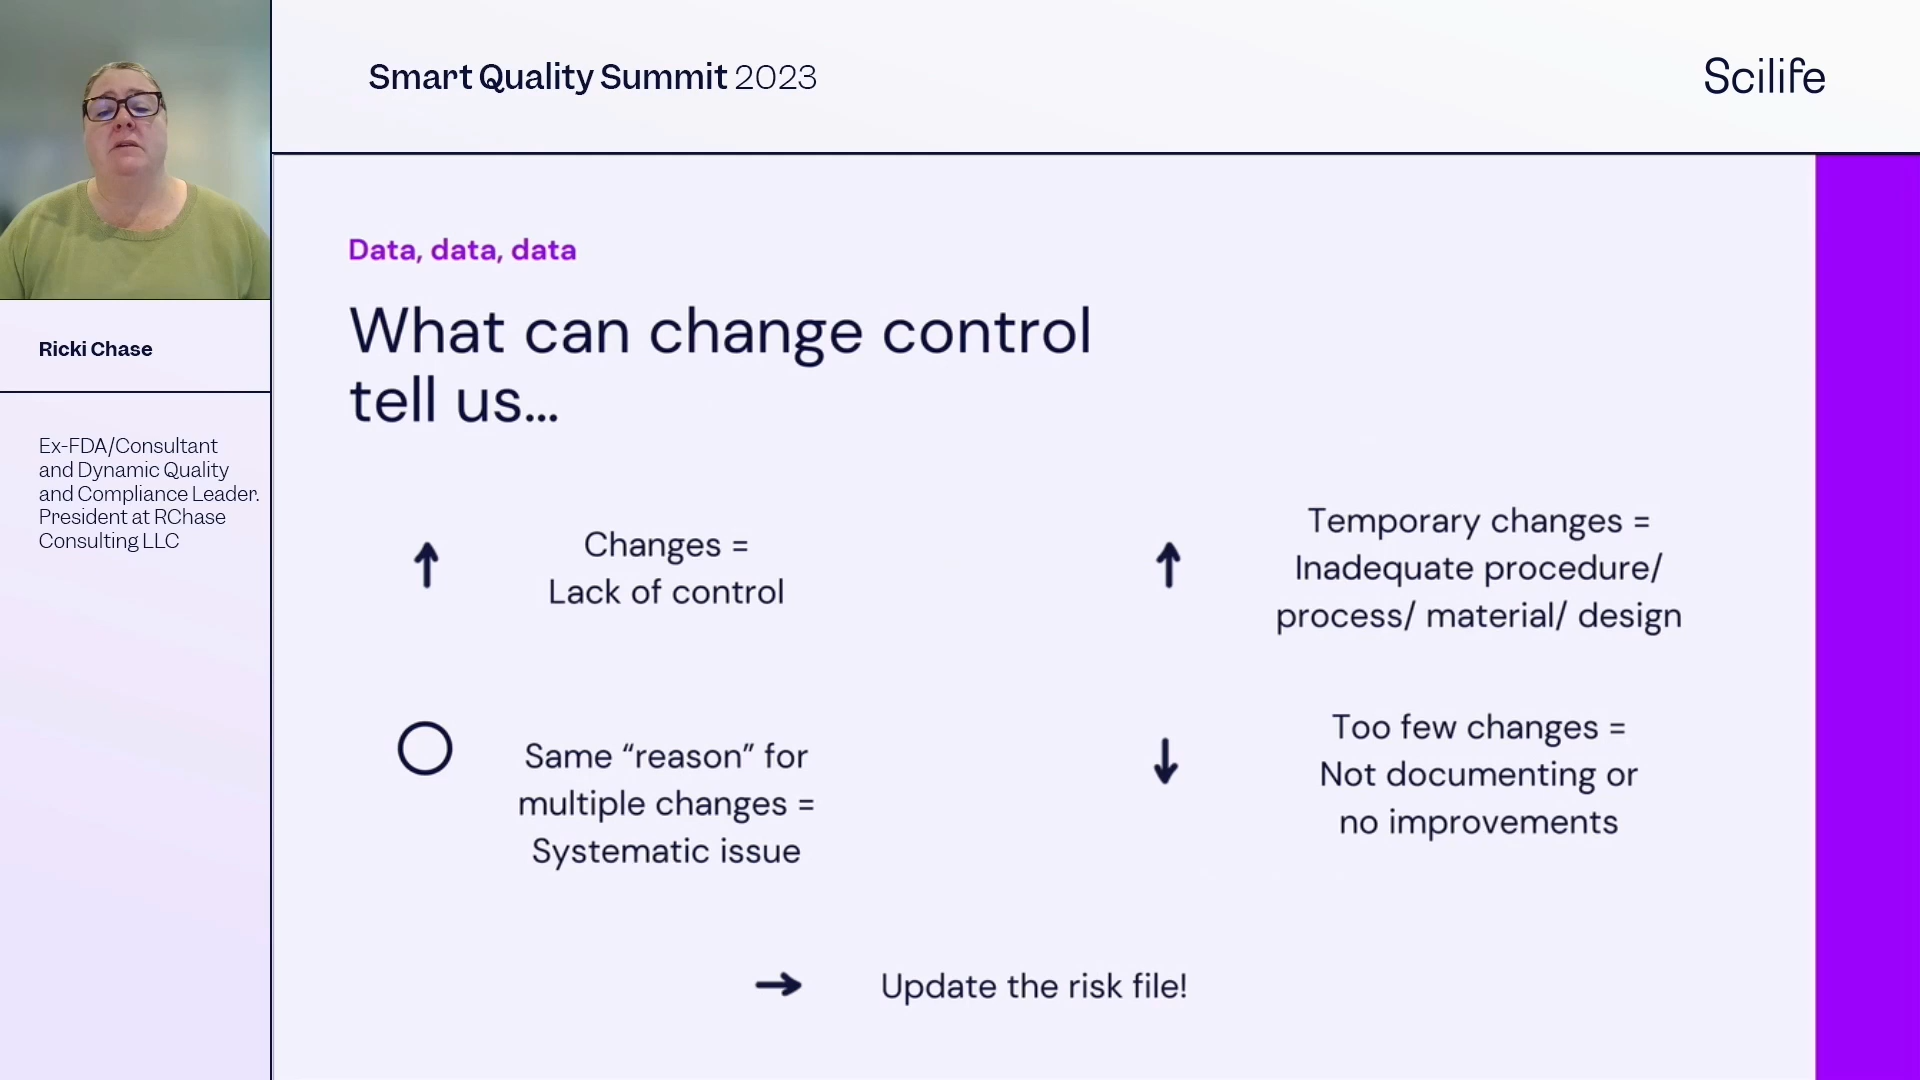 Smart Quality Summit 2023
Scilife
Ricki Chase
Ex-FDA/Consultant
and Dynamic Quality
and Compliance Leader.
President at RChase
Consulting LLC
Data, data, data
What can change control
tell us...
Changes =
Lack of control
Temporary changes =
Inadequate procedure/
process/ material/ design
Same “reason” for
multiple changes =
Systematic issue
Too few changes =
Not documenting or
no improvements
Update the risk file!